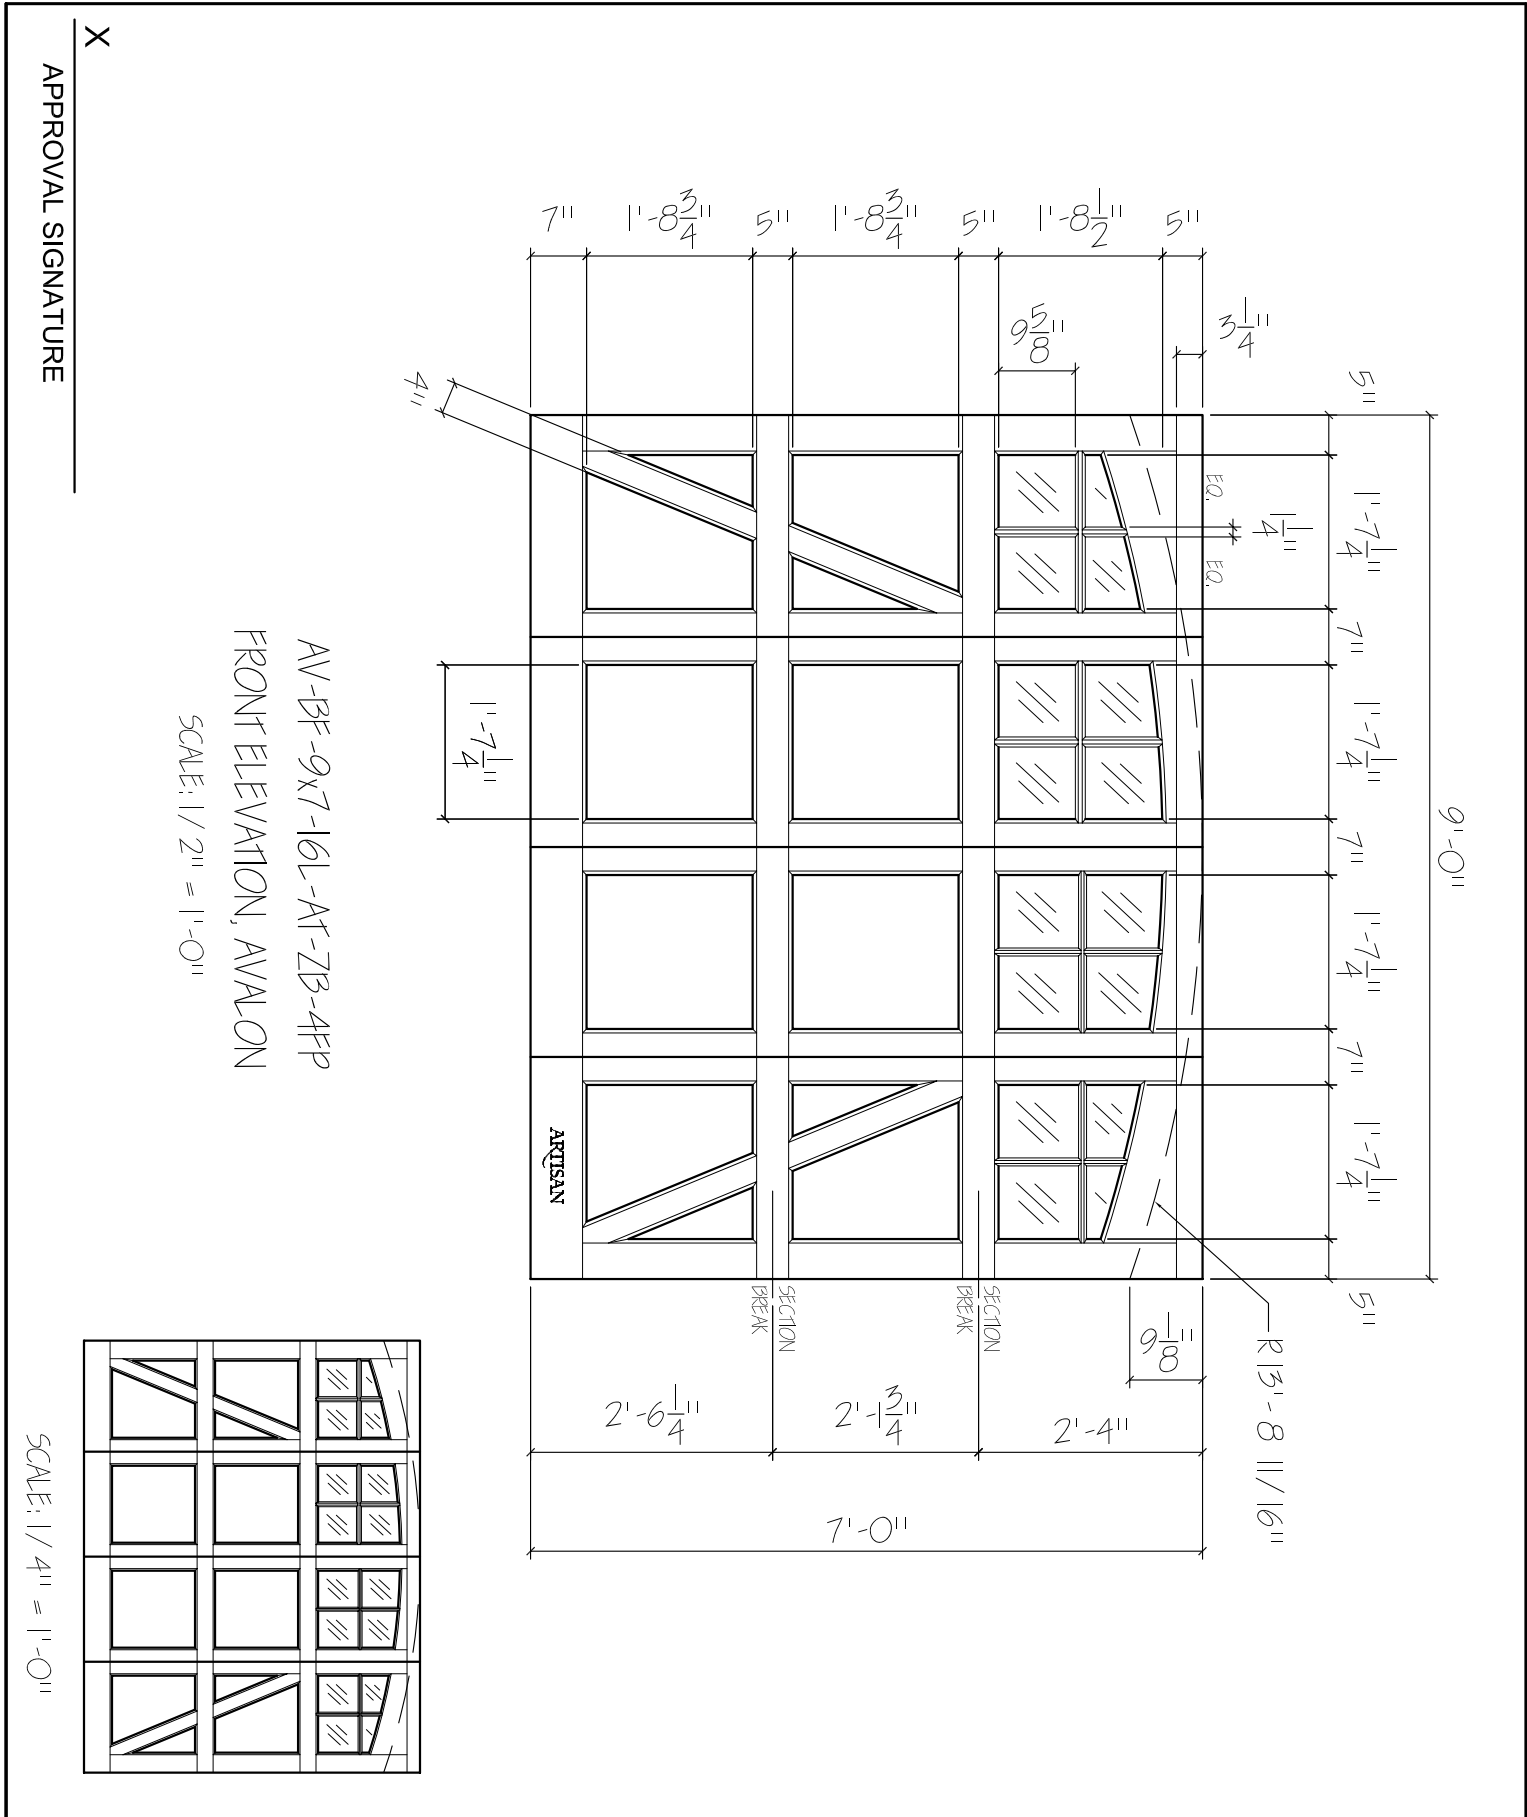 9'-0"
5"
1'-7 1/4"
7"
1'-7 1/4"
7"
1'-7 1/4"
7"
1'-7 1/4"
5"
R 13'-8 11/16"
3 1/4"
EQ.
1 1/4"
EQ.
9 1/8"
5"
1'-8 1/2"
9 5/8"
5"
1'-8 3/4"
5"
1'-8 3/4"
7"
4"
2'-4"
SECTION
BREAK
2'-1 3/4"
SECTION
BREAK
2'-6 1/4"
7'-0"
ARTISAN
1'-7 1/4"
AV-BF-9x7-16L-AT-ZB-4FP
FRONT ELEVATION, AVALON
SCALE: 1/2" = 1'-0"
X
APPROVAL SIGNATURE
SCALE: 1/4" = 1'-0"